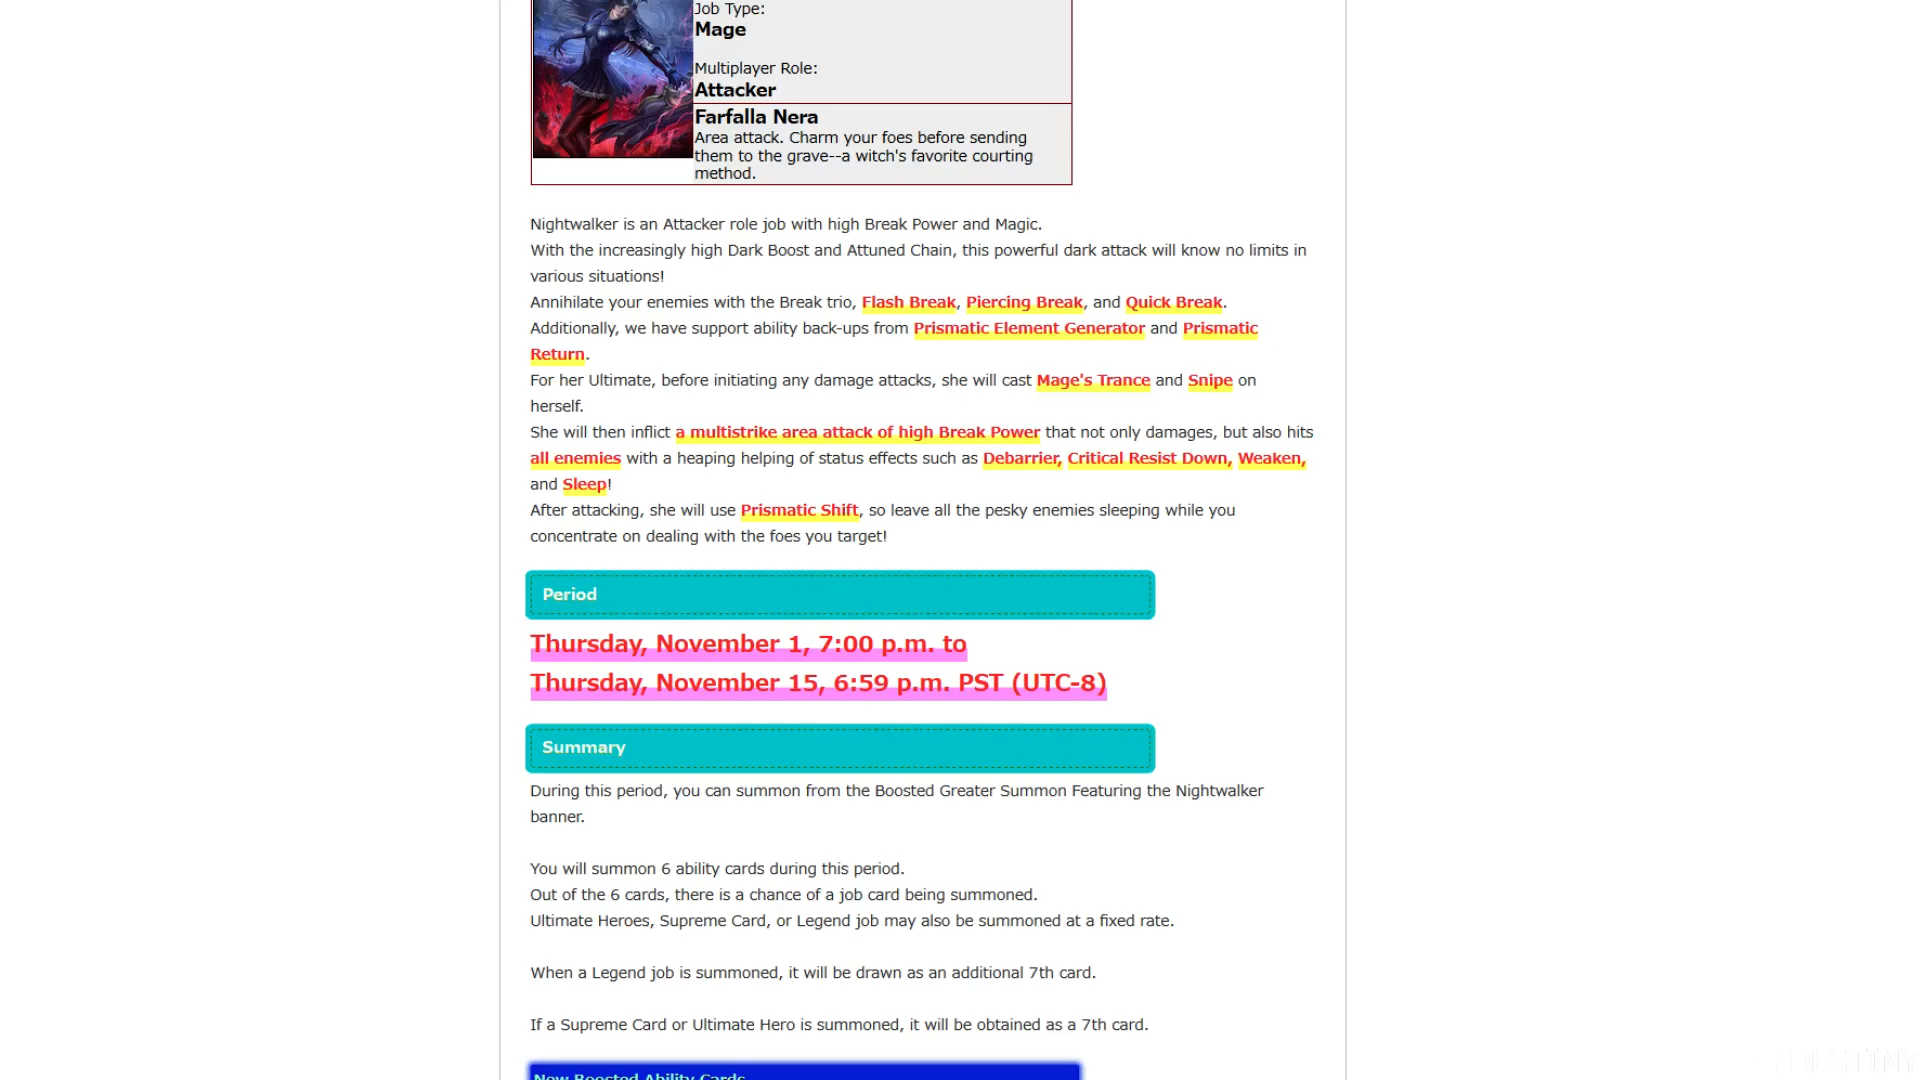 Job Type:
Mage
Multiplayer Role:
Attacker
Farfalla Nera
Area attack. Charm your foes before sending
them to the grave--a witch's favorite courting
method.
Nightwalker is an Attacker role job with high Break Power and Magic.
With the increasingly high Dark Boost and Attuned Chain, this powerful dark attack will know no limits in
various situations!
Annihilate your enemies with the Break trio, Flash Break, Piercing Break, and Quick Break.
Additionally, we have support ability back-ups from Prismatic Element Generator and Prismatic
Return.
For her Ultimate, before initiating any damage attacks, she will cast Mage's Trance and Snipe on
herself.
She will then inflict a multistrike area attack of high Break Power that not only damages, but also hits
all enemies with a heaping helping of status effects such as Debarrier, Critical Resist Down, Weaken,
and Sleep!
After attacking, she will use Prismatic Shift, so leave all the pesky enemies sleeping while you
concentrate on dealing with the foes you target!
Period
Thursday, November 1, 7:00 p.m. to
Thursday, November 15, 6:59 p.m. PST (UTC-8)
Summary
During this period, you can summon from the Boosted Greater Summon Featuring the Nightwalker
banner.
You will summon 6 ability cards during this period.
Out of the 6 cards, there is a chance of a job card being summoned.
Ultimate Heroes, Supreme Card, or Legend job may also be summoned at a fixed rate.
When a Legend job is summoned, it will be drawn as an additional 7th card.
If a Supreme Card or Ultimate Hero is summoned, it will be obtained as a 7th card.
New Boosted Ability Cards